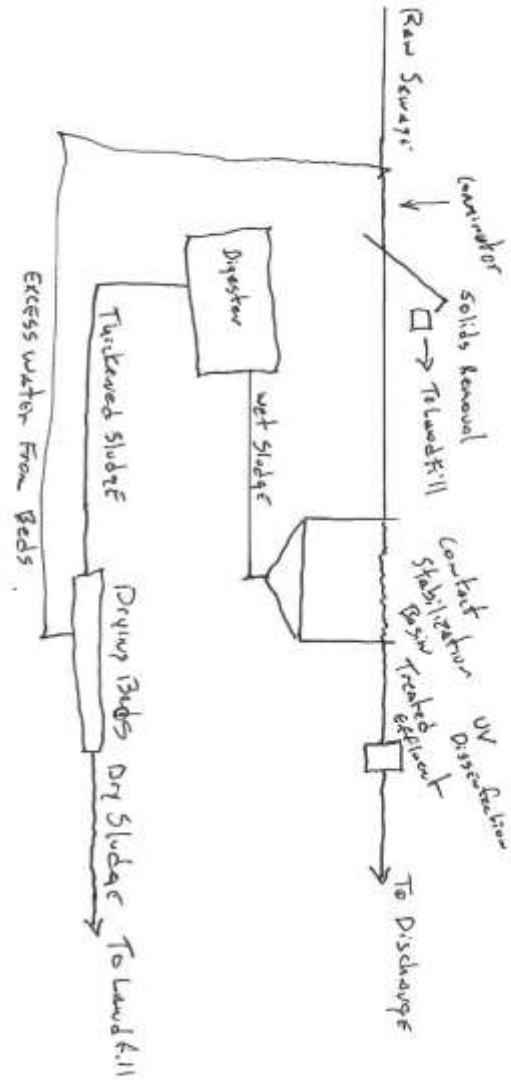 Raw Sewage
Comminutor
Solids Removal
→ To Landfill
Contact
Stabilization
Basin
Treated
effluent
UV
Dissinfection
To Discharge
Digester
wet Sludge
Thickened SludgE
Drying Beds
Dry SludgE
To Landfill
ExcEss water From Beds.